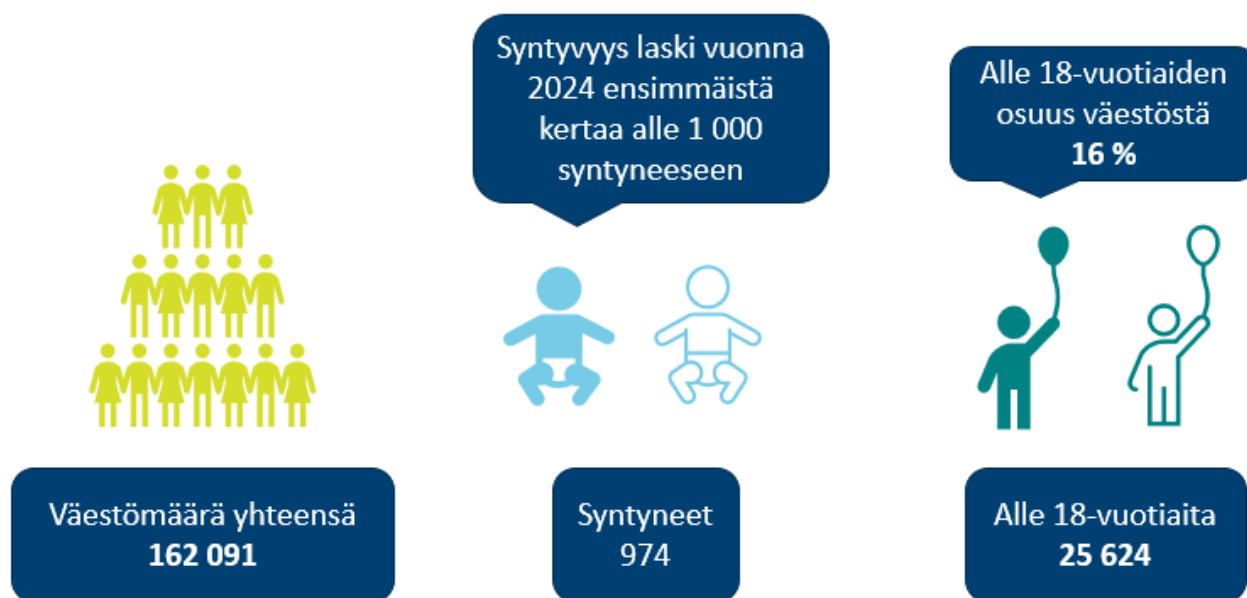 Syntyvyys laski vuonna
2024 ensimmäistä
kertaa alle 1 000
syntyneeseen
Alle 18-vuotiaiden
osuus väestöstä
16 %
Väestömäärä yhteensä
162 091
Syntyneet
974
Alle 18-vuotiaita
25 624